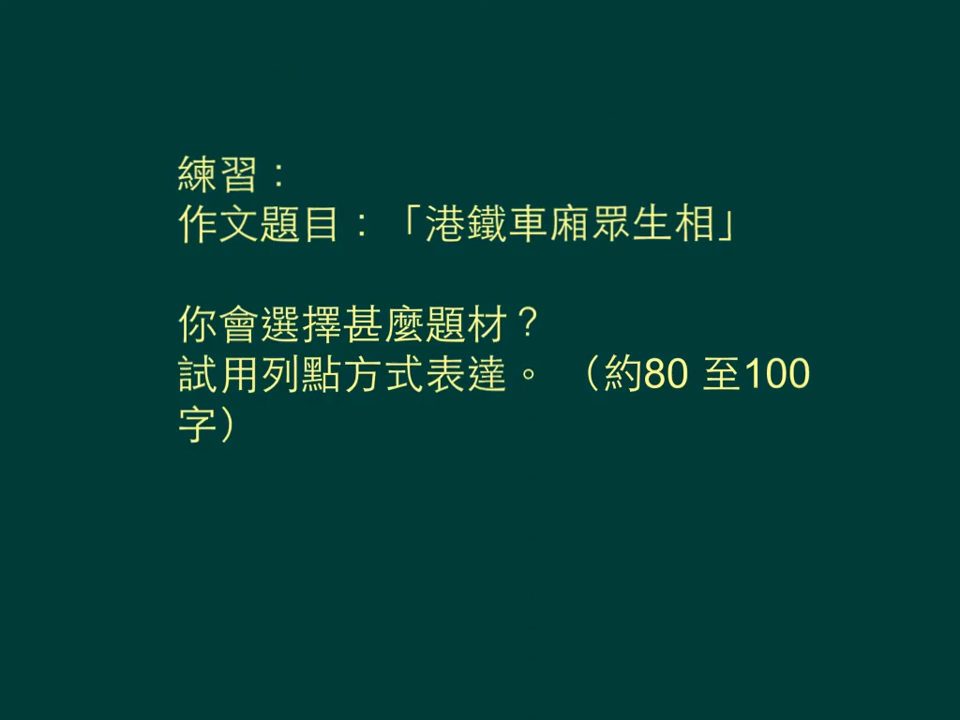 練習：
作文題目：「港鐵車廂眾生相」
你會選擇甚麼題材？
試用列點方式表達。（約80 至100
字）